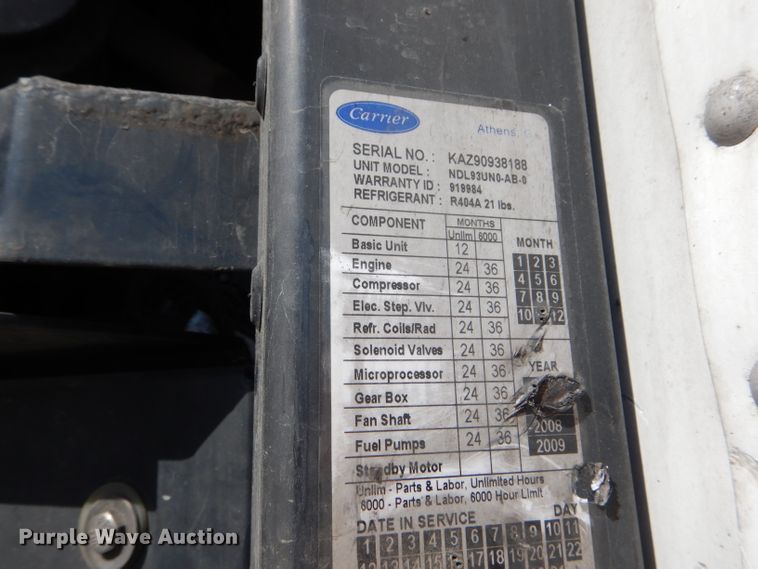 Carrier
Athens,
SERIAL NO. : KAZ90938188
UNIT MODEL : NDL93UN0-AB-0
WARRANTY ID : 919984
REFRIGERANT : R404A 21 lbs.
COMPONENT MONTHS
Unlim 6000
Basic Unit 12
Engine 24 36
Compressor 24 36
Elec. Step. Vlv. 24 36
Refr. Coils/Rad 24 36
Solenoid Valves 24 36
Microprocessor 24 36
Gear Box 24 36
Fan Shaft 24 36
Fuel Pumps 24 36
Standby Motor
MONTH
1 2 3
4 5 6
7 8 9
10 12
YEAR
2008
2009
Unlim - Parts & Labor, Unlimited Hours
6000 - Parts & Labor, 6000 Hour Limit
DATE IN SERVICE DAY
1 2 3 4 5 6 7 8 9 10 11
12 13 14 15 16 17 18 19 20 21 22
Purple Wave Auction